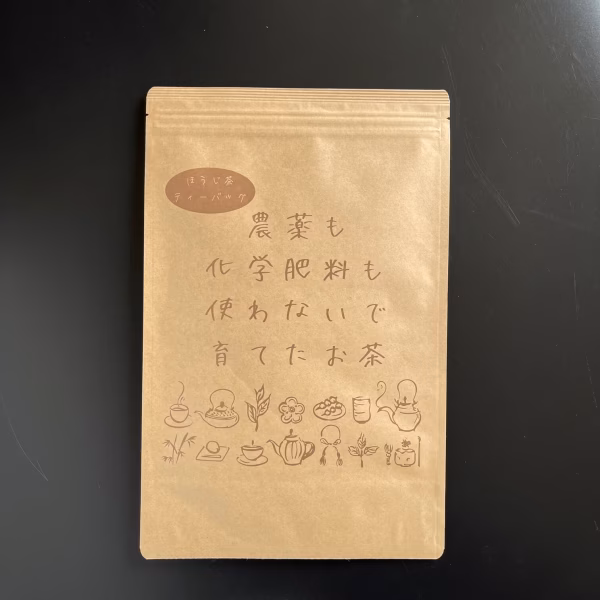 ほうじ茶
ティーバッグ
農薬も
化学肥料も
使わないで
育てたお茶